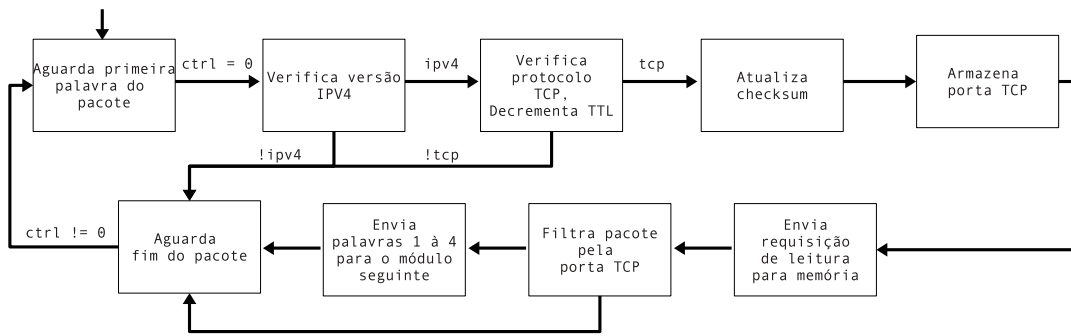 Aguarda primeira
palavra do
pacote
ctrl = 0
Verifica versão
IPV4
ipv4
Verifica
protocolo
TCP,
Decrementa TTL
tcp
Atualiza
checksum
Armazena
porta TCP
!ipv4
!tcp
ctrl != 0
Aguarda
fim do pacote
Envia
palavras 1 à 4
para o módulo
seguinte
Filtra pacote
pela
porta TCP
Envia
requisição
de leitura
para memória